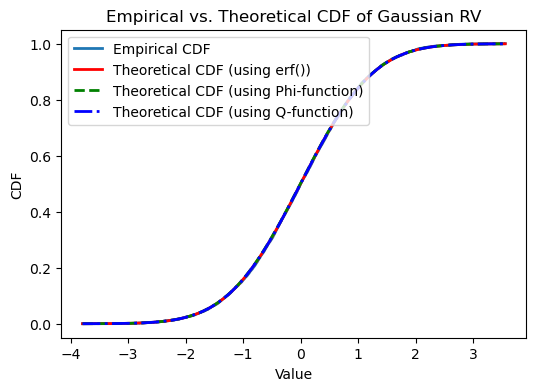 Empirical vs. Theoretical CDF of Gaussian RV
Empirical CDF
Theoretical CDF (using erf())
Theoretical CDF (using Phi-function)
Theoretical CDF (using Q-function)
1.0
0.8
0.6
0.4
0.2
0.0
CDF
−4 −3 −2 −1 0 1 2 3
Value